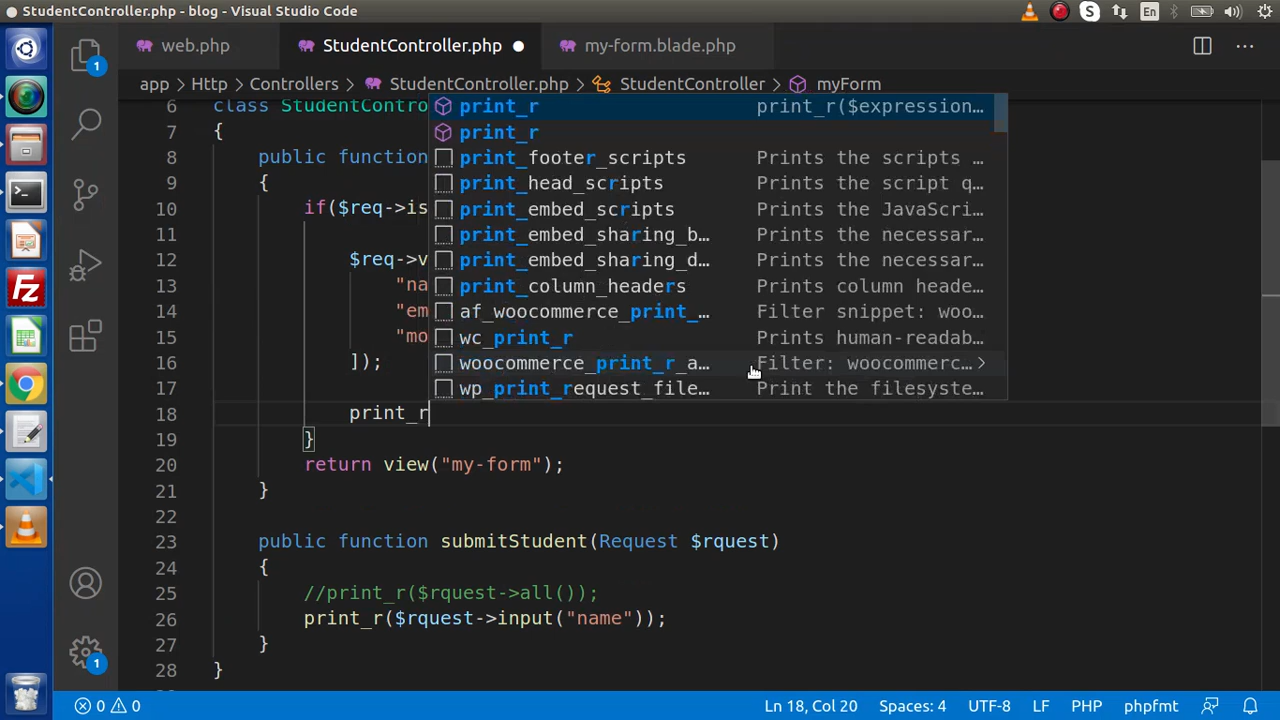 StudentController.php - blog - Visual Studio Code
S
En
1
web.php
StudentController.php
my-form.blade.php
app > Http > Controllers > StudentController.php > StudentController > myForm
6 class StudentContro
7 {
8 public function
9 {
10 if($req->is
11
12 $req->v
13 "na
14 "em
15 "mo
16 ]);
17
18 print_r
19 }
20 return view("my-form");
21 }
22
23 public function submitStudent(Request $rquest)
24 {
25 //print_r($rquest->all());
26 print_r($rquest->input("name"));
27 }
28 }
print_r print_r($expression…
print_r
print_footer_scripts Prints the scripts …
print_head_scripts Prints the script q…
print_embed_scripts Prints the JavaScri…
print_embed_sharing_b… Prints the necessar…
print_embed_sharing_d… Prints the necessar…
print_column_headers Prints column heade…
af_woocommerce_print_… Filter snippet: woo…
wc_print_r Prints human-readab…
woocommerce_print_r_a… Filter: woocommerc… >
wp_print_request_file… Print the filesyste…
Fz
1
0 0
Ln 18, Col 20
Spaces: 4
UTF-8
LF
PHP
phpfmt